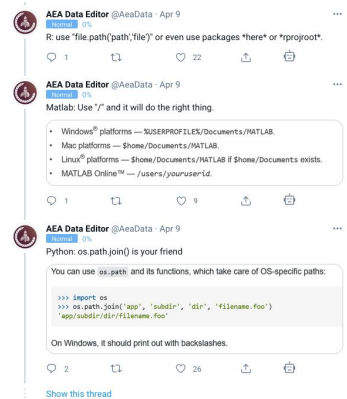 AEA Data Editor @AeaData · Apr 9
Normal 0%
R: use "file.path('path','file')" or even use packages *here* or *rprojroot*.
1 22
AEA Data Editor @AeaData · Apr 9
Normal 0%
Matlab: Use "/" and it will do the right thing.
• Windows® platforms — %USERPROFILE%/Documents/MATLAB.
• Mac platforms — $home/Documents/MATLAB.
• Linux® platforms — $home/Documents/MATLAB if $home/Documents exists.
• MATLAB Online™ — /users/youruserid.
1 9
AEA Data Editor @AeaData · Apr 9
Normal 0%
Python: os.path.join() is your friend
You can use os.path and its functions, which take care of OS-specific paths:
>>> import os
>>> os.path.join('app', 'subdir', 'dir', 'filename.foo')
'app/subdir/dir/filename.foo'
On Windows, it should print out with backslashes.
2 26
Show this thread